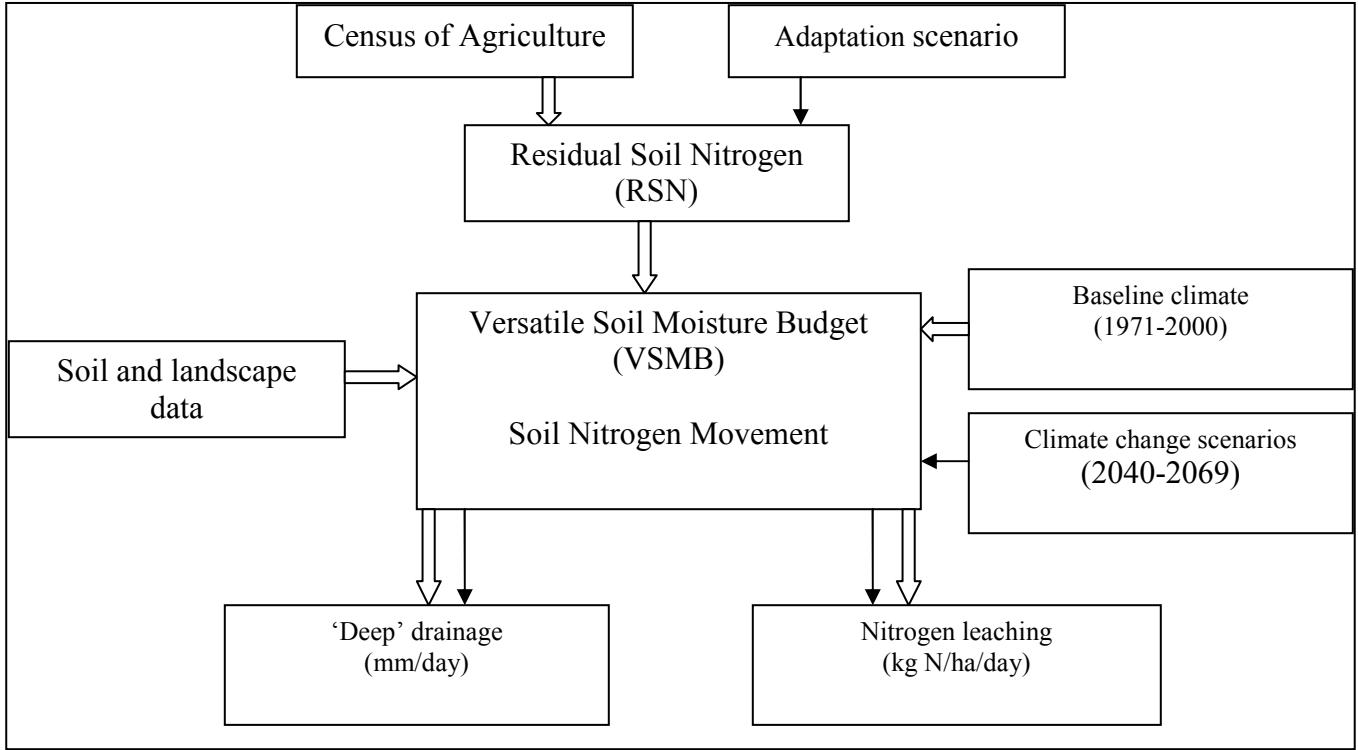 Census of Agriculture
Adaptation scenario
Residual Soil Nitrogen
(RSN)
Versatile Soil Moisture Budget
(VSMB)
Soil Nitrogen Movement
Baseline climate
(1971-2000)
Soil and landscape
data
Climate change scenarios
(2040-2069)
‘Deep’ drainage
(mm/day)
Nitrogen leaching
(kg N/ha/day)